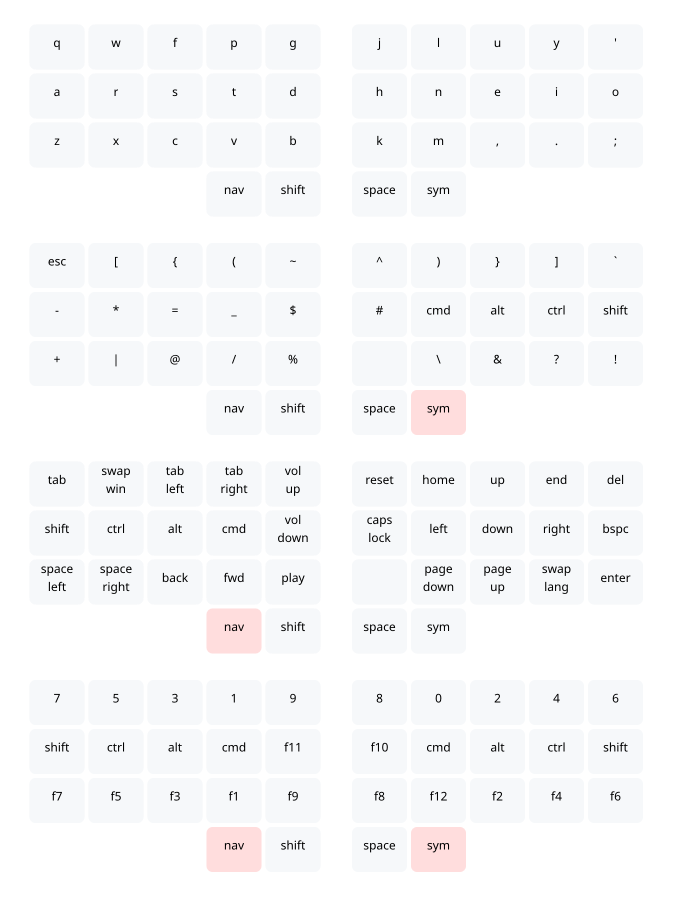 q w f p g j l u y '
a r s t d h n e i o
z x c v b k m , . ;
nav shift space sym
esc [ { ( ~ ^ ) } ] `
- * = _ $ # cmd alt ctrl shift
+ | @ / % \ & ? !
nav shift space sym
tab swap win tab left tab right vol up reset home up end del
shift ctrl alt cmd vol down caps lock left down right bspc
space left space right back fwd play page down page up swap lang enter
nav shift space sym
7 5 3 1 9 8 0 2 4 6
shift ctrl alt cmd f11 f10 cmd alt ctrl shift
f7 f5 f3 f1 f9 f8 f12 f2 f4 f6
nav shift space sym